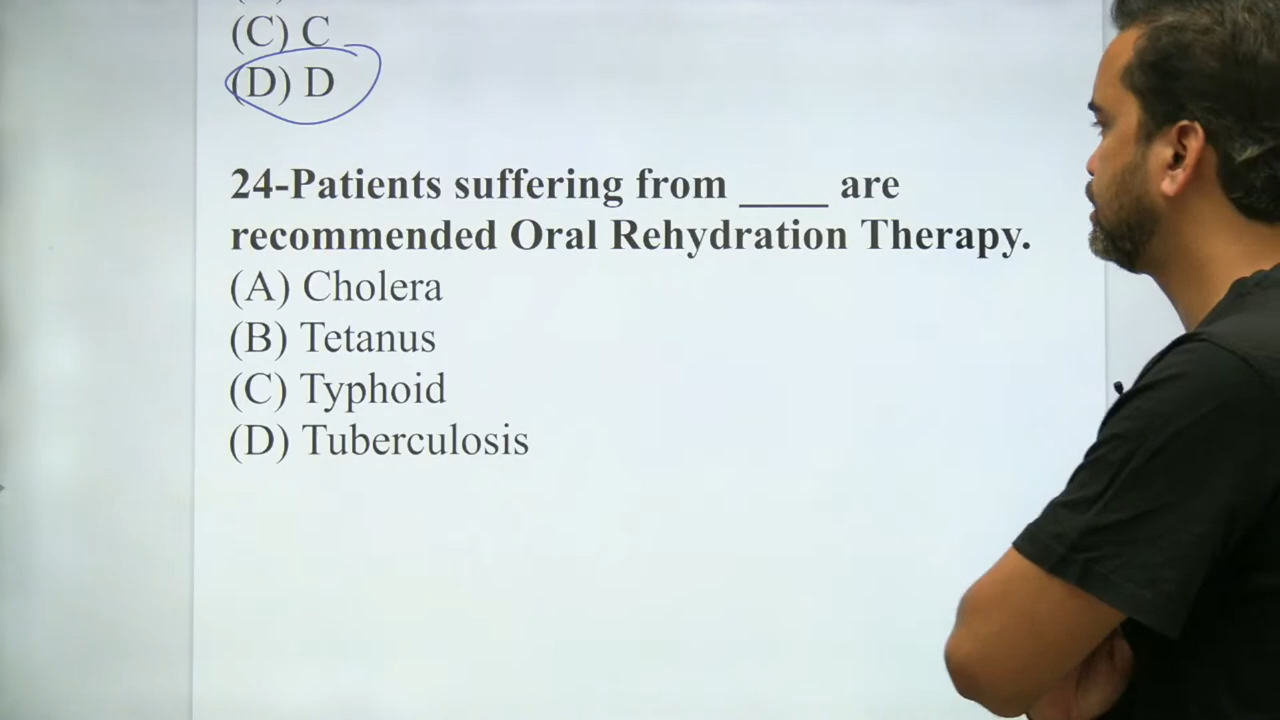 (C) C
(D) D
24-Patients suffering from ____ are
recommended Oral Rehydration Therapy.
(A) Cholera
(B) Tetanus
(C) Typhoid
(D) Tuberculosis